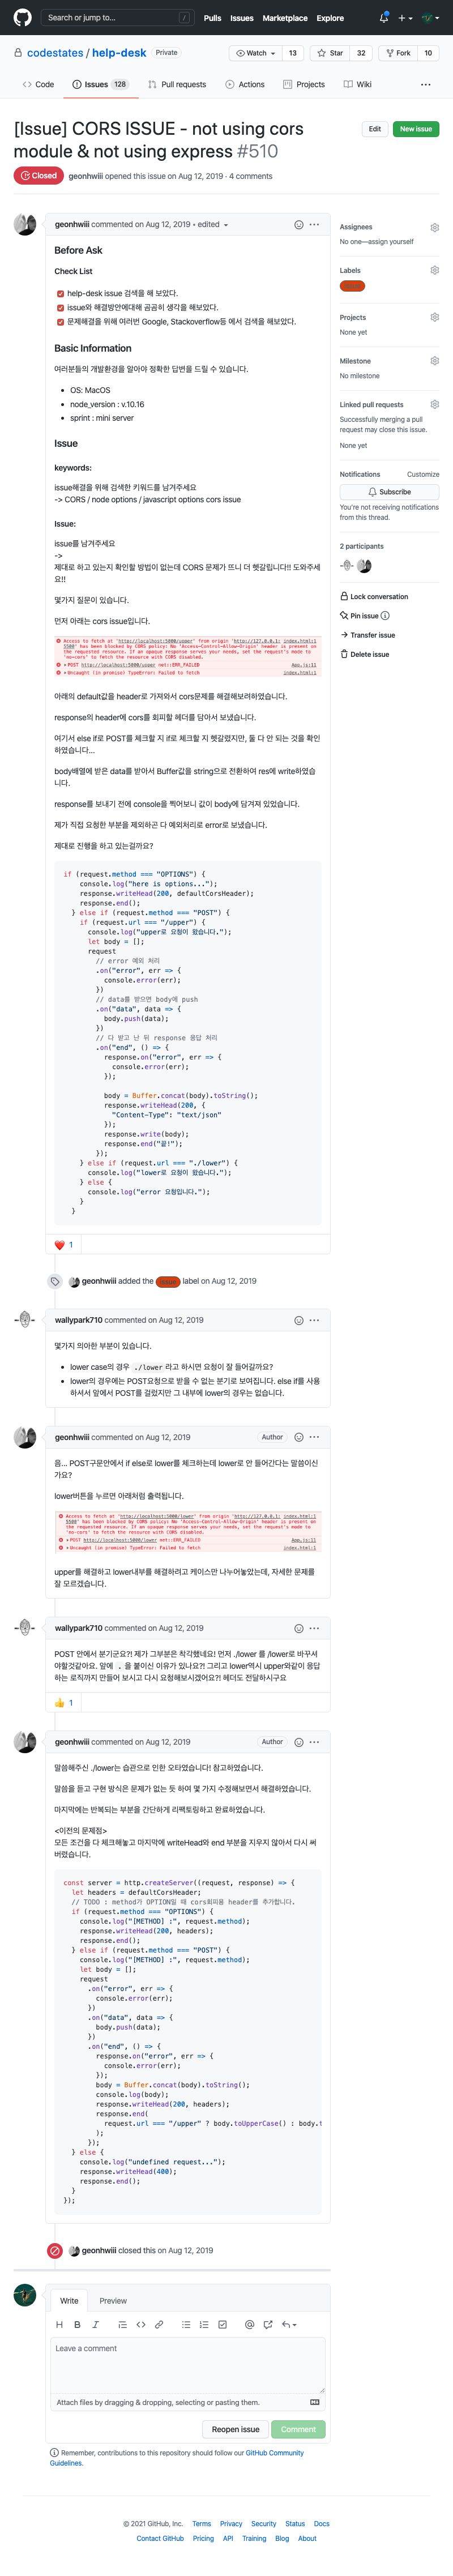 Search or jump to... /
Pulls Issues Marketplace Explore
codestates / help-desk Private
Watch 13 Star 32 Fork 10
Code Issues 128 Pull requests Actions Projects Wiki
[Issue] CORS ISSUE - not using cors
module & not using express #510
Edit New issue
Closed geonhwiii opened this issue on Aug 12, 2019 · 4 comments
geonhwiii commented on Aug 12, 2019 • edited
Before Ask
Check List
help-desk issue 검색을 해 보았다.
issue와 해결방안에대해 곰곰히 생각을 해보았다.
문제해결을 위해 여러번 Google, Stackoverflow등 에서 검색을 해보았다.
Basic Information
여러분들의 개발환경을 알아야 정확한 답변을 드릴 수 있습니다.
OS: MacOS
node_version : v.10.16
sprint : mini server
Issue
keywords:
issue해결을 위해 검색한 키워드를 남겨주세요
-> CORS / node options / javascript options cors issue
Issue:
issue를 남겨주세요
->
제대로 하고 있는지 확인할 방법이 없는데 CORS 문제가 뜨니 더 헷갈립니다!! 도와주세
요!!
몇가지 질문이 있습니다.
먼저 아래는 cors issue입니다.
Access to fetch at 'http://localhost:5000/upper' from origin 'http://127.0.0.1: index.html:1
5500' has been blocked by CORS policy: No 'Access-Control-Allow-Origin' header is present on
the requested resource. If an opaque response serves your needs, set the request's mode to
'no-cors' to fetch the resource with CORS disabled.
POST http://localhost:5000/upper net::ERR_FAILED App.js:11
Uncaught (in promise) TypeError: Failed to fetch index.html:1
아래의 default값을 header로 가져와서 cors문제를 해결해보려하였습니다.
response의 header에 cors를 회피할 헤더를 담아서 보냈습니다.
여기서 else if로 POST를 체크할 지 if로 체크할 지 헷갈렸지만, 둘 다 안 되는 것을 확인
하였습니다...
body배열에 받은 data를 받아서 Buffer값을 string으로 전환하여 res에 write하였습니
다.
response를 보내기 전에 console을 찍어보니 값이 body에 담겨져 있었습니다.
제가 직접 요청한 부분을 제외하곤 다 예외처리로 error로 보냈습니다.
제대로 진행을 하고 있는걸까요?
if (request.method === "OPTIONS") {
console.log("here is options...");
response.writeHead(200, defaultCorsHeader);
response.end();
} else if (request.method === "POST") {
if (request.url === "/upper") {
console.log("upper로 요청이 왔습니다.");
let body = [];
request
// error 예외 처리
.on("error", err => {
console.error(err);
})
// data를 받으면 body에 push
.on("data", data => {
body.push(data);
})
// 다 받고 난 뒤 response 응답 처리
.on("end", () => {
response.on("error", err => {
console.error(err);
});
body = Buffer.concat(body).toString();
response.writeHead(200, {
"Content-Type": "text/json"
});
response.write(body);
response.end("끝!");
});
} else if (request.url === "./lower") {
console.log("lower로 요청이 왔습니다.");
} else {
console.log("error 요청입니다.");
}
}
1
geonhwiii added the label on Aug 12, 2019
wallypark710 commented on Aug 12, 2019
몇가지 의아한 부분이 있습니다.
lower case의 경우 ./lower 라고 하시면 요청이 잘 들어갈까요?
lower의 경우에는 POST요청으로 받을 수 없는 분기로 보여집니다. else if를 사용
하셔서 앞에서 POST를 걸렀지만 그 내부에 lower의 경우는 없습니다.
geonhwiii commented on Aug 12, 2019 Author
음... POST구문안에서 if else로 lower를 체크하는데 lower로 안 들어간다는 말씀이신
가요?
lower버튼을 누르면 아래처럼 출력됩니다.
Access to fetch at 'http://localhost:5000/lower' from origin 'http://127.0.0.1: index.html:1
5500' has been blocked by CORS policy: No 'Access-Control-Allow-Origin' header is present on
the requested resource. If an opaque response serves your needs, set the request's mode to
'no-cors' to fetch the resource with CORS disabled.
POST http://localhost:5000/lower net::ERR_FAILED App.js:11
Uncaught (in promise) TypeError: Failed to fetch index.html:1
upper를 해결하고 lower내부를 해결하려고 케이스만 나누어놓았는데, 자세한 문제를
잘 모르겠습니다.
wallypark710 commented on Aug 12, 2019
POST 안에서 분기군요?! 제가 그부분은 착각했네요! 먼저 ./lower 를 /lower로 바꾸셔
야할것같아요. 앞에 . 을 붙이신 이유가 있나요?! 그리고 lower역시 upper와같이 응답
하는 로직까지 만들어 보시고 다시 요청해보시겠어요?! 헤더도 전달하시구요
1
geonhwiii commented on Aug 12, 2019 Author
말씀해주신 ./lower는 습관으로 인한 오타였습니다! 참고하였습니다.
말씀을 듣고 구현 방식은 문제가 없는 듯 하여 몇 가지 수정해보면서 해결하였습니다.
마지막에는 반복되는 부분을 간단하게 리팩토링하고 완료하였습니다.
<이전의 문제점>
모든 조건을 다 체크해놓고 마지막에 writeHead와 end 부분을 지우지 않아서 다시 써
버렸습니다.
const server = http.createServer((request, response) => {
let headers = defaultCorsHeader;
// TODO : method가 OPTION일 때 cors회피용 header를 추가합니다.
if (request.method === "OPTIONS") {
console.log("[METHOD] :", request.method);
response.writeHead(200, headers);
response.end();
} else if (request.method === "POST") {
console.log("[METHOD] :", request.method);
let body = [];
request
.on("error", err => {
console.error(err);
})
.on("data", data => {
body.push(data);
})
.on("end", () => {
response.on("error", err => {
console.error(err);
});
body = Buffer.concat(body).toString();
console.log(body);
response.writeHead(200, headers);
response.end(
request.url === "/upper" ? body.toUpperCase() : body.t
);
});
} else {
console.log("undefined request...");
response.writeHead(400);
response.end();
}
});
geonhwiii closed this on Aug 12, 2019
Write Preview
Leave a comment
Attach files by dragging & dropping, selecting or pasting them.
Reopen issue Comment
Remember, contributions to this repository should follow our GitHub Community
Guidelines.
Assignees
No one—assign yourself
Labels
Projects
None yet
Milestone
No milestone
Linked pull requests
Successfully merging a pull
request may close this issue.
None yet
Notifications Customize
Subscribe
You're not receiving notifications
from this thread.
2 participants
Lock conversation
Pin issue
Transfer issue
Delete issue
© 2021 GitHub, Inc. Terms Privacy Security Status Docs
Contact GitHub Pricing API Training Blog About